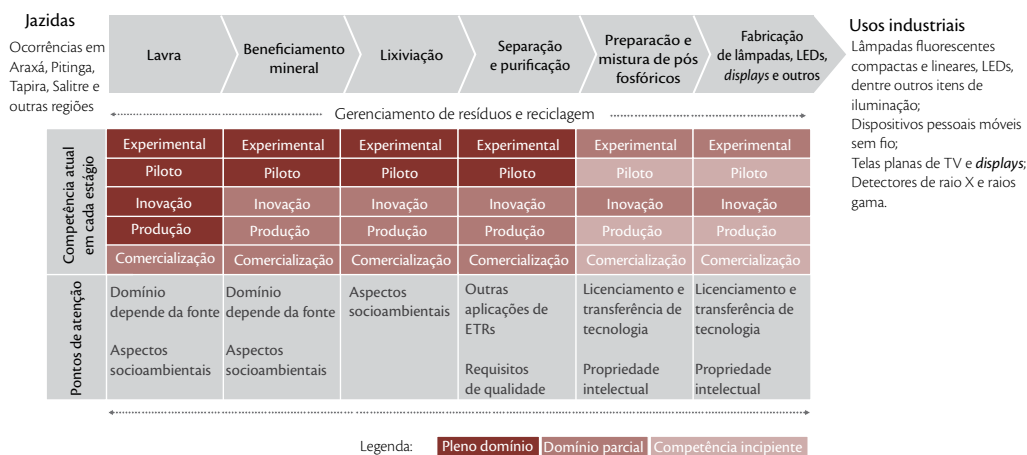 Jazidas
Ocorrências em
Araxá, Pitinga,
Tapira, Salitre e
outras regiões
Lavra
Beneficiamento
mineral
Lixiviação
Separação
e purificação
Preparacão e
mistura de pós
fosfóricos
Fabricação
de lâmpadas, LEDs,
displays e outros
Usos industriais
Lâmpadas fluorescentes
compactas e lineares, LEDs,
dentre outros itens de
iluminação;
Dispositivos pessoais móveis
sem fio;
Telas planas de TV e displays;
Detectores de raio X e raios
gama.
Gerenciamento de resíduos e reciclagem
Competência atual
em cada estágio
Experimental Experimental Experimental Experimental Experimental Experimental
Piloto Piloto Piloto Piloto Piloto Piloto
Inovação Inovação Inovação Inovação Inovação Inovação
Produção Produção Produção Produção Produção Produção
Comercialização Comercialização Comercialização Comercialização Comercialização Comercialização
Pontos de atenção
Domínio
depende da fonte
Aspectos
socioambientais
Domínio
depende da fonte
Aspectos
socioambientais
Aspectos
socioambientais
Outras
aplicações de
ETRs
Requisitos
de qualidade
Licenciamento e
transferência de
tecnologia
Propriedade
intelectual
Licenciamento e
transferência de
tecnologia
Propriedade
intelectual
Legenda: Pleno domínio Domínio parcial Competência incipiente